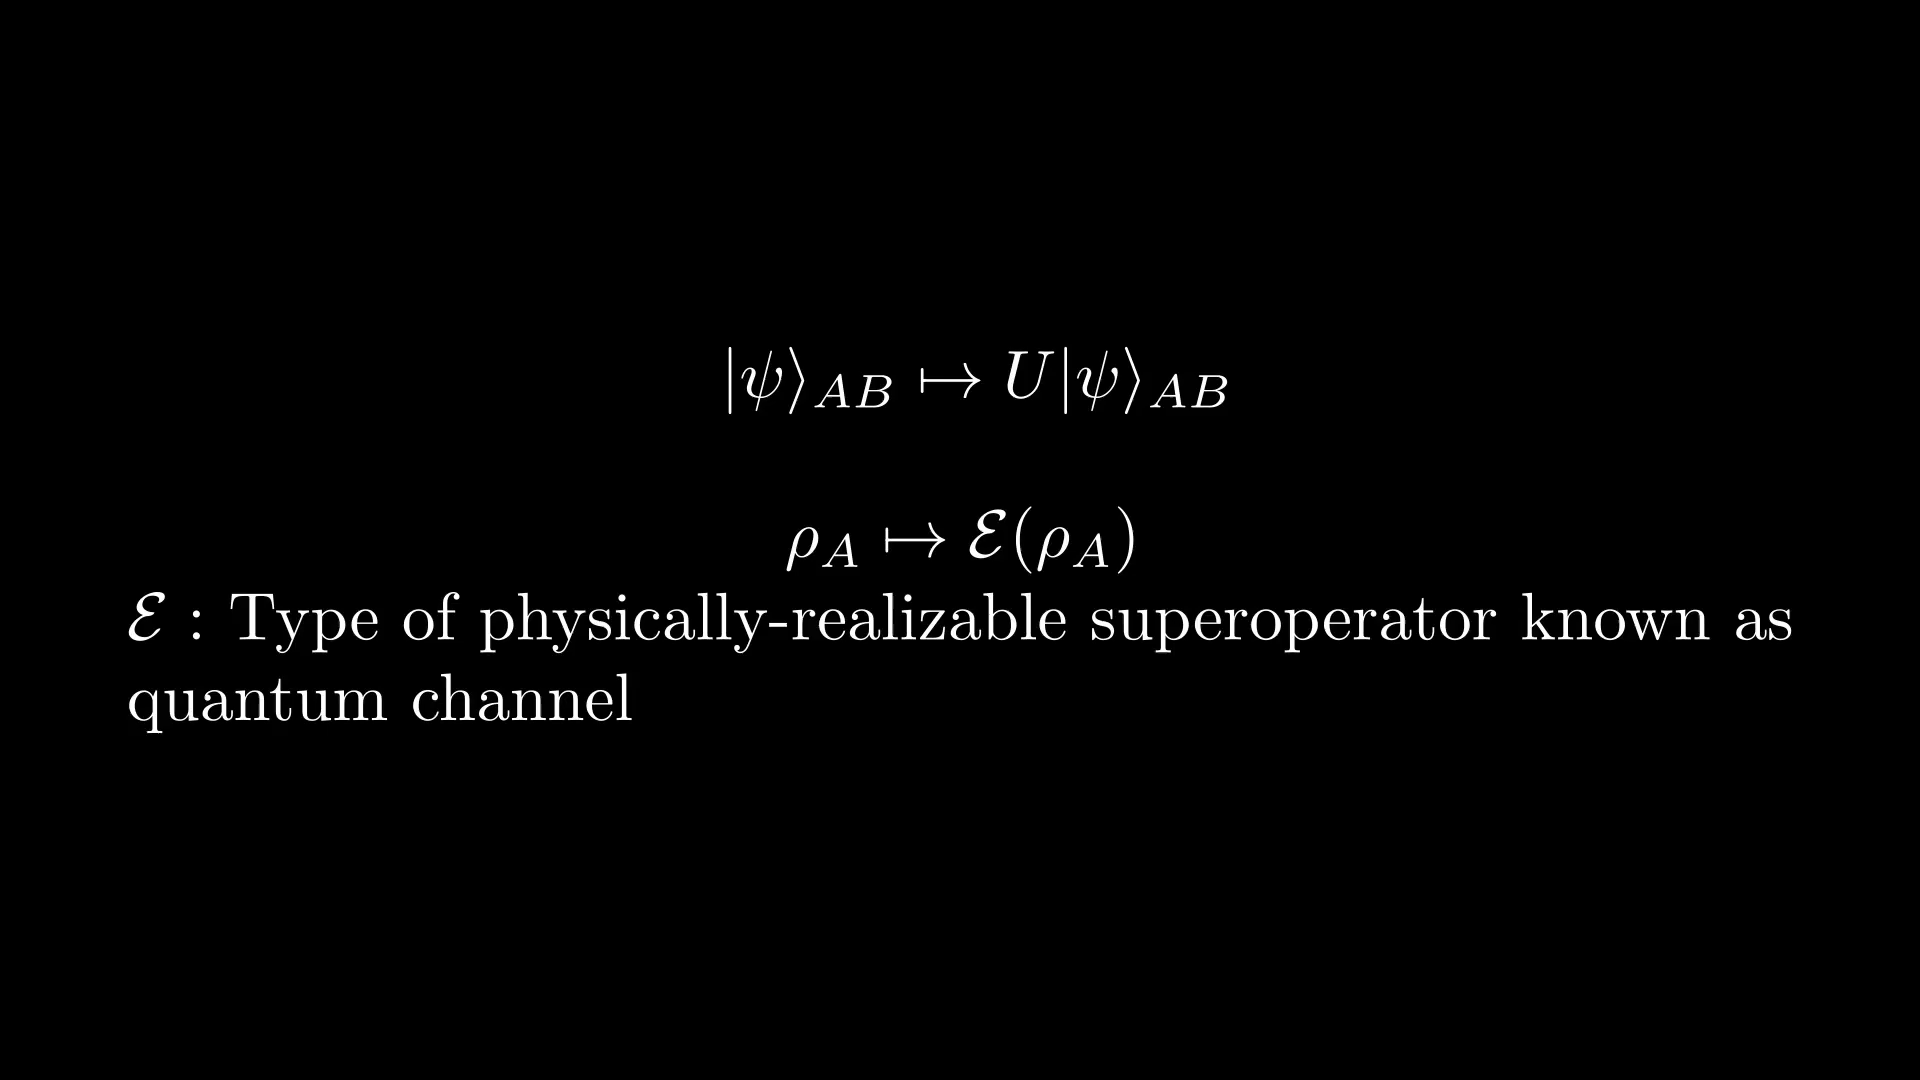 |ψ⟩_{AB} ↦ U|ψ⟩_{AB}
ρ_A ↦ ℰ(ρ_A)
ℰ : Type of physically-realizable superoperator known as
quantum channel